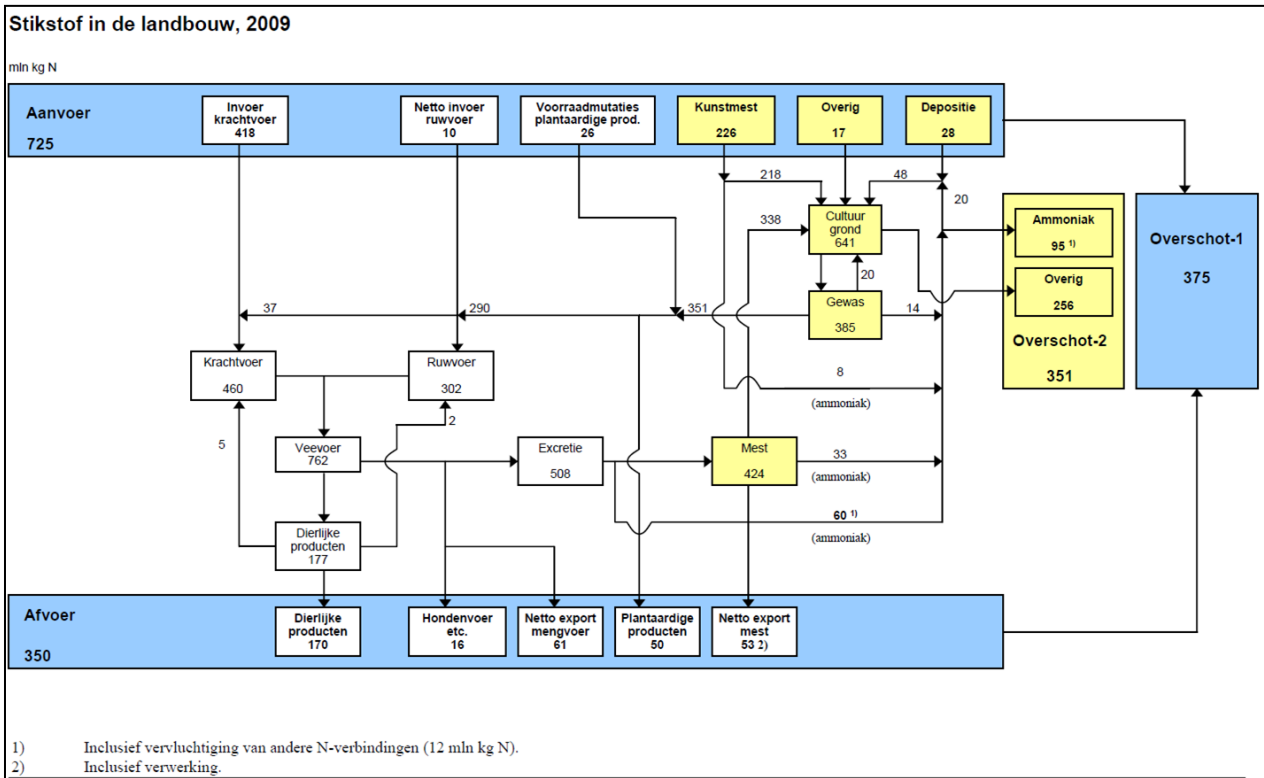 Stikstof in de landbouw, 2009
mln kg N
Aanvoer
725
Invoer
krachtvoer
418
Netto invoer
ruwvoer
10
Voorraadmutaties
plantaardige prod.
26
Kunstmest
226
Overig
17
Depositie
28
218
48
20
338
Cultuur
grond
641
20
Ammoniak
95 1)
Overig
256
Overschot-2
351
Overschot-1
375
37
290
351
Gewas
385
14
Krachtvoer
460
Ruwvoer
302
8
(ammoniak)
5
2
Veevoer
762
Excretie
508
Mest
424
33
(ammoniak)
60 1)
(ammoniak)
Dierlijke
producten
177
Afvoer
350
Dierlijke
producten
170
Hondenvoer
etc.
16
Netto export
mengvoer
61
Plantaardige
producten
50
Netto export
mest
53 2)
1) Inclusief vervluchtiging van andere N-verbindingen (12 mln kg N).
2) Inclusief verwerking.